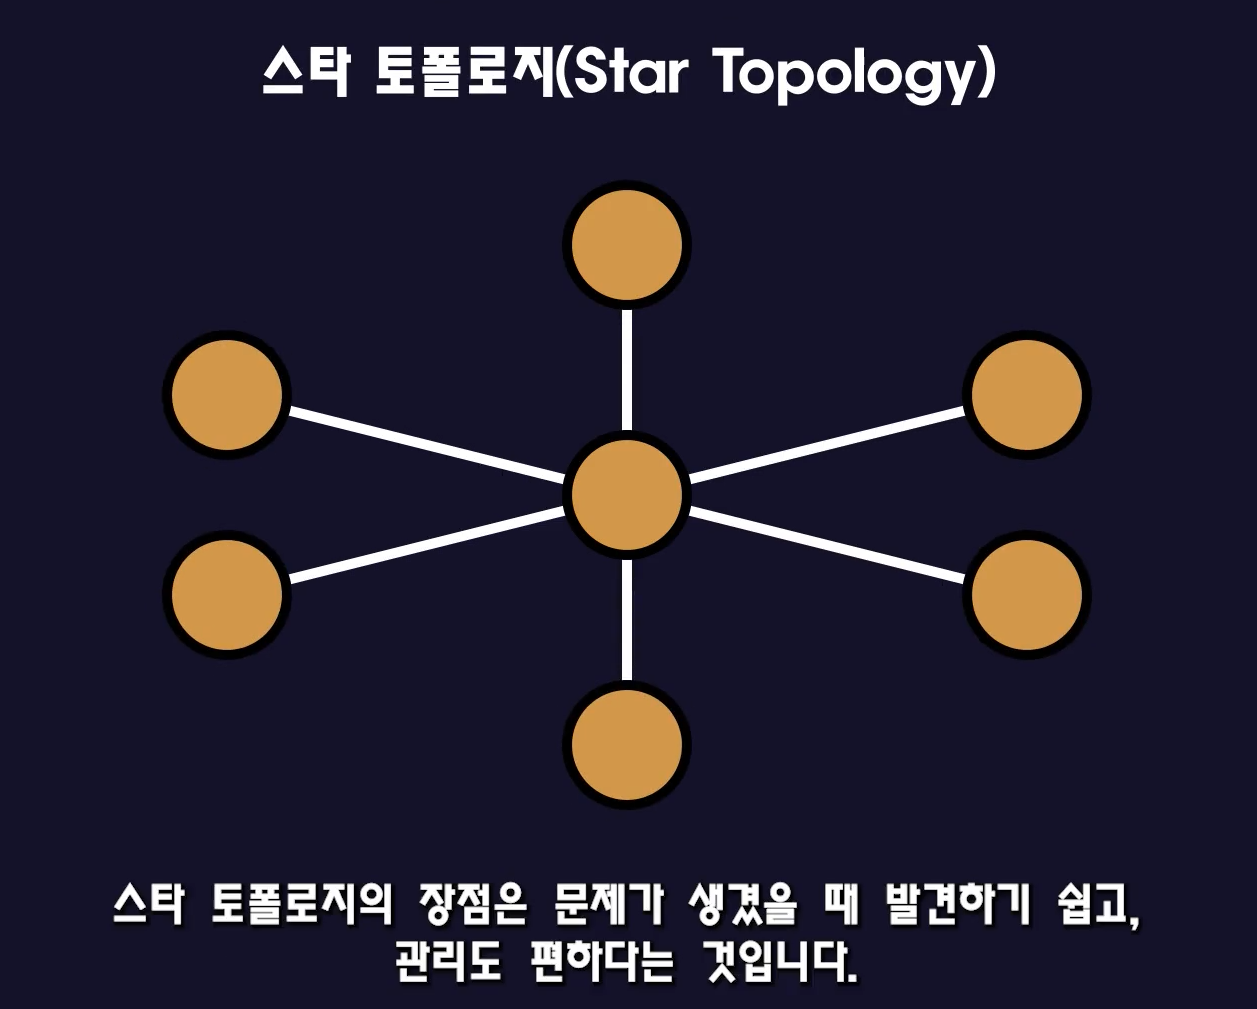 스타 토폴로지(Star Topology)
스타 토폴로지의 장점은 문제가 생겼을 때 발견하기 쉽고,
관리도 편하다는 것입니다.